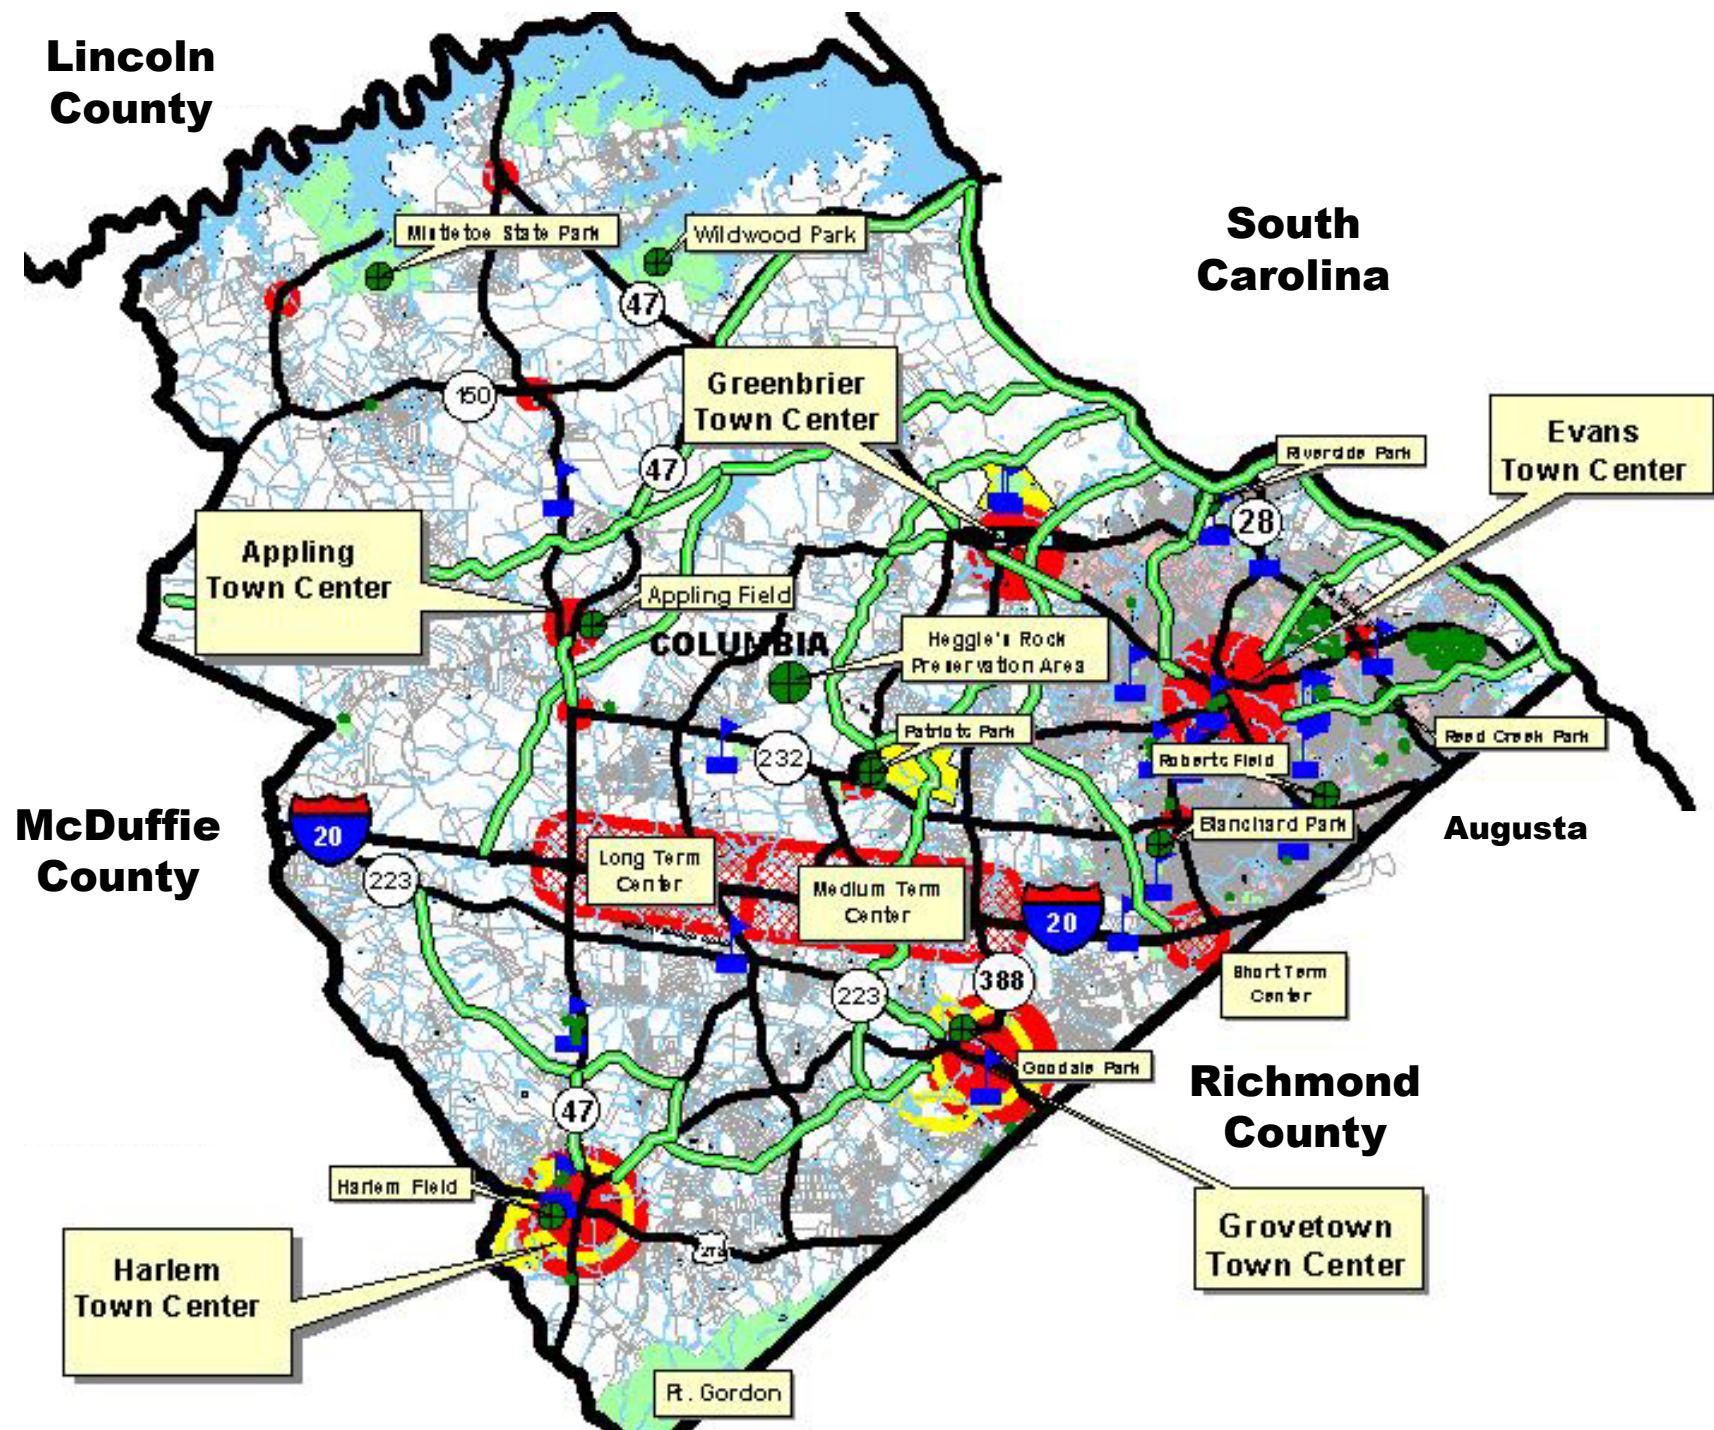 Lincoln
County
South
Carolina
Mistletoe State Park
Wildwood Park
47
150
Greenbrier
Town Center
Evans
Town Center
Riverside Park
47
28
Appling
Town Center
Appling Field
COLUMBIA
Heggie's Rock
Preservation Area
Patriots Park
Reed Creek Park
232
Roberts Field
McDuffie
County
20
Blanchard Park
Augusta
Long Term
Center
223
Medium Term
Center
20
Short Term
Center
388
223
Goodale Park
Richmond
County
47
Harlem Field
Grovetown
Town Center
278
Harlem
Town Center
Ft. Gordon